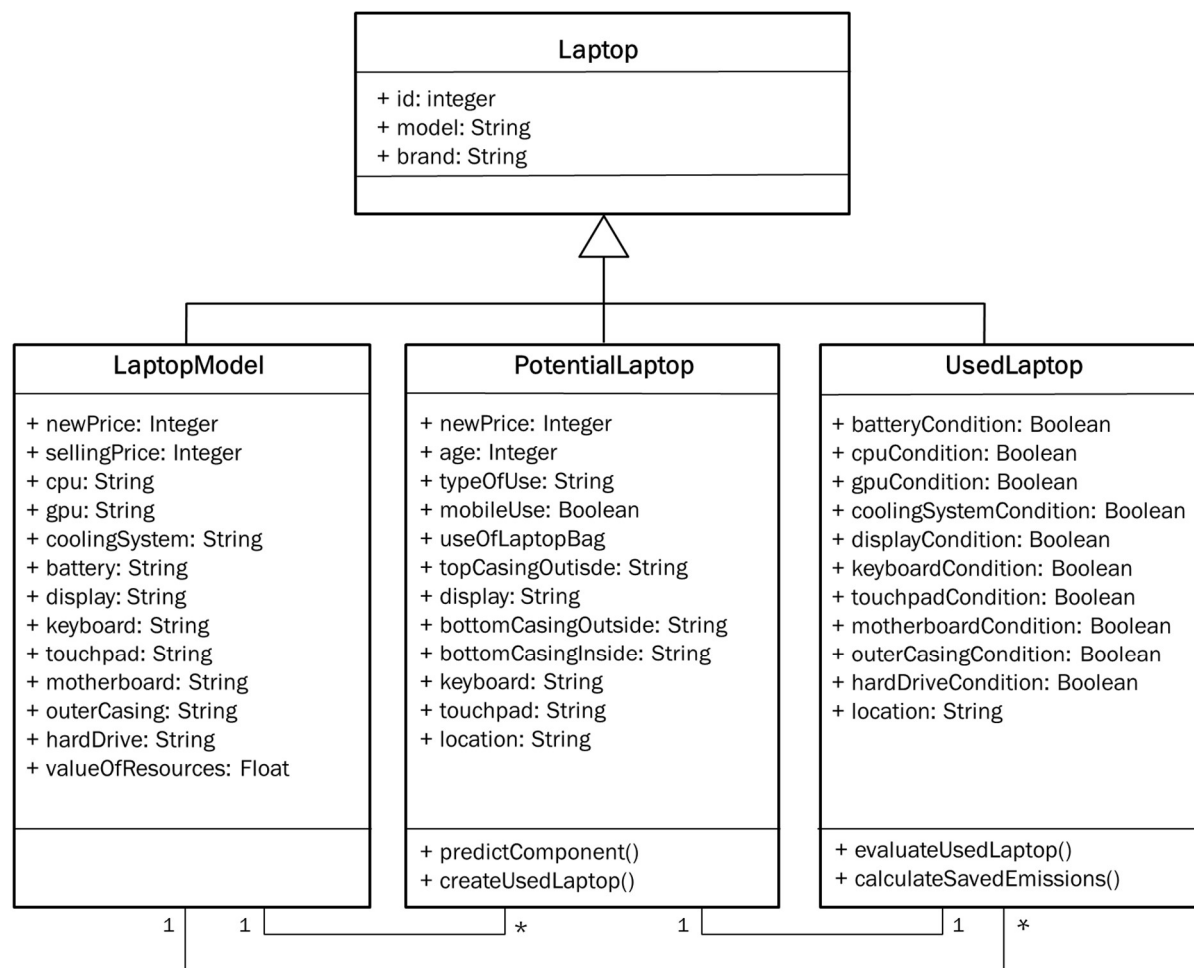 Laptop
+ id: integer
+ model: String
+ brand: String
LaptopModel
+ newPrice: Integer
+ sellingPrice: Integer
+ cpu: String
+ gpu: String
+ coolingSystem: String
+ battery: String
+ display: String
+ keyboard: String
+ touchpad: String
+ motherboard: String
+ outerCasing: String
+ hardDrive: String
+ valueOfResources: Float
PotentialLaptop
+ newPrice: Integer
+ age: Integer
+ typeOfUse: String
+ mobileUse: Boolean
+ useOfLaptopBag
+ topCasingOutisde: String
+ display: String
+ bottomCasingOutside: String
+ bottomCasingInside: String
+ keyboard: String
+ touchpad: String
+ location: String
+ predictComponent()
+ createUsedLaptop()
UsedLaptop
+ batteryCondition: Boolean
+ cpuCondition: Boolean
+ gpuCondition: Boolean
+ coolingSystemCondition: Boolean
+ displayCondition: Boolean
+ keyboardCondition: Boolean
+ touchpadCondition: Boolean
+ motherboardCondition: Boolean
+ outerCasingCondition: Boolean
+ hardDriveCondition: Boolean
+ location: String
+ evaluateUsedLaptop()
+ calculateSavedEmissions()
1 1 * 1 1 *